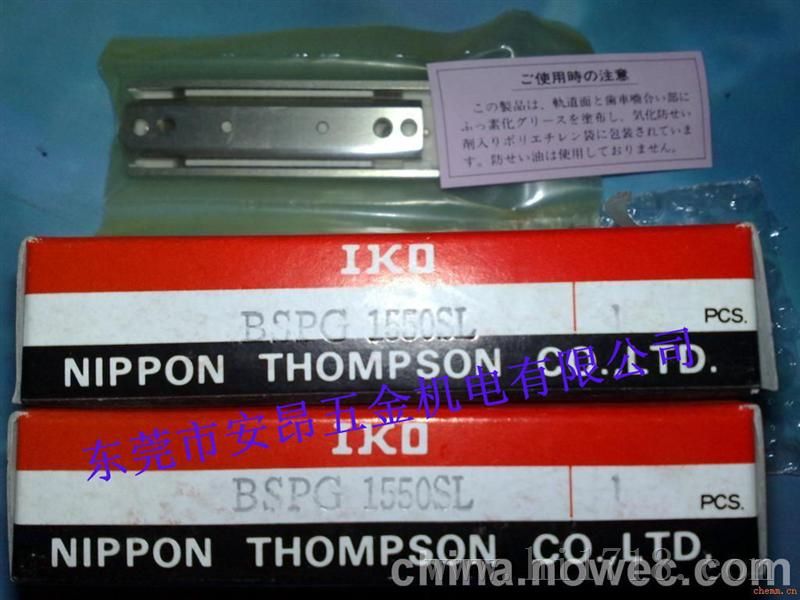 ご使用時の注意
この製品は、軌道面と歯車噛合い部に
ふっ素化グリースを塗布し、気化防せい
剤入りポリエチレン袋に包装されていま
す。防せい油は使用しておりません。
IKO
BSPG 1550SL 1 PCS.
NIPPON THOMPSON CO.,LTD.
东莞市安昂五金机电有限公司
IKO
BSPG 1550SL 1 PCS.
NIPPON THOMPSON CO.,LTD.
china.nowec.com
chemm.cn